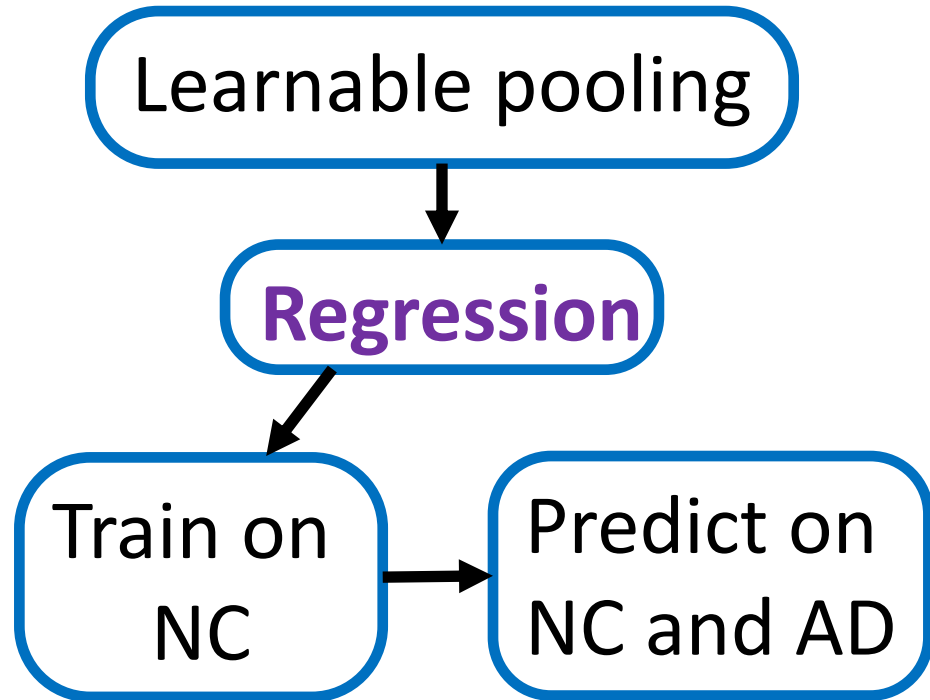 Learnable pooling
Regression
Train on
NC
Predict on
NC and AD